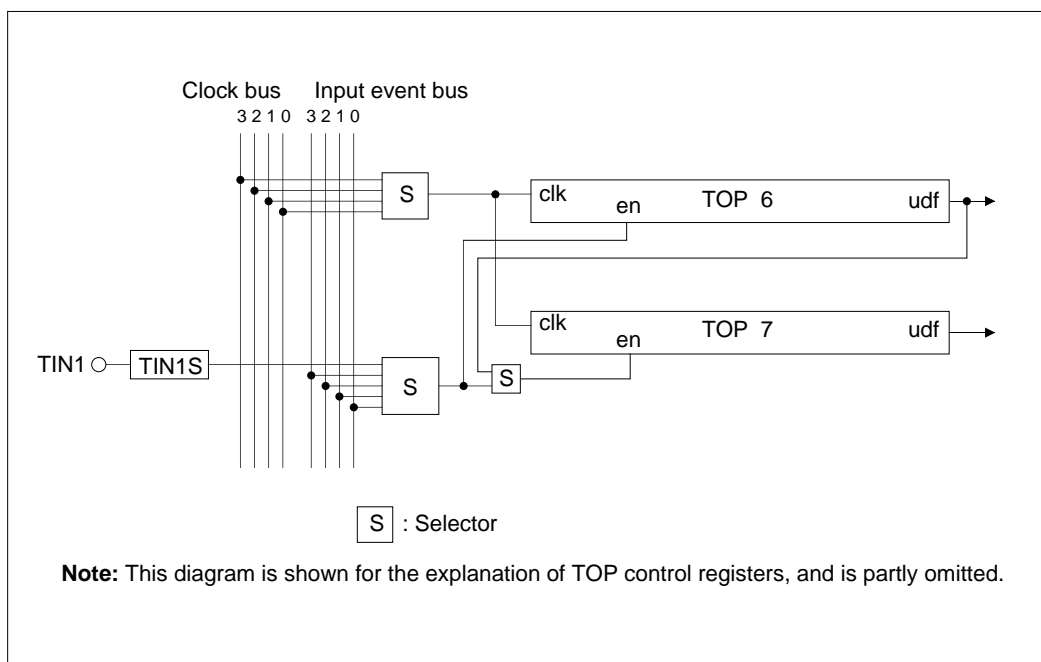 Clock bus Input event bus
3 2 1 0 3 2 1 0
S
clk
en
TOP 6
udf
clk
en
TOP 7
udf
TIN1
TIN1S
S
S
S : Selector
Note: This diagram is shown for the explanation of TOP control registers, and is partly omitted.